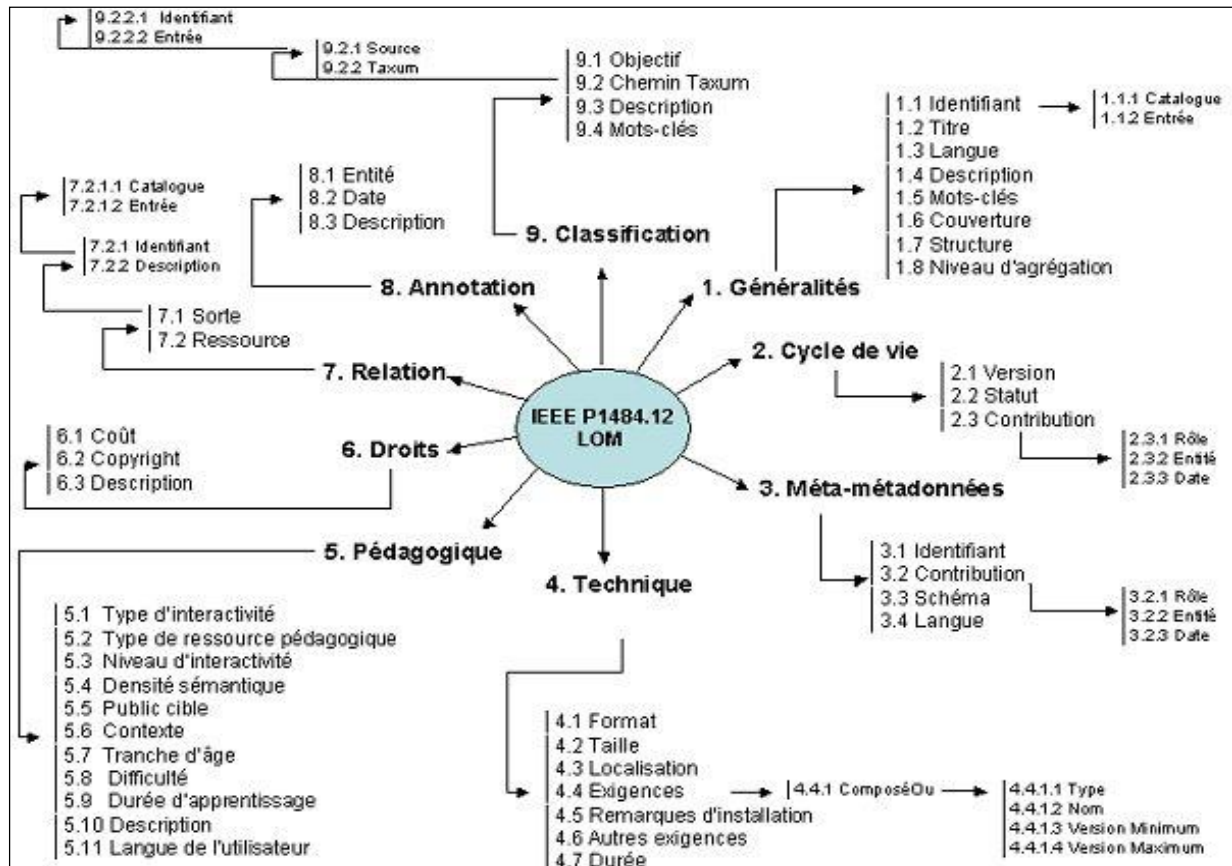 9.2.2.1 Identifiant
9.2.2.2 Entrée
9.2.1 Source
9.2.2 Taxum
9.1 Objectif
9.2 Chemin Taxum
9.3 Description
9.4 Mots-clés
9. Classification
1.1 Identifiant
1.2 Titre
1.3 Langue
1.4 Description
1.5 Mots-clés
1.6 Couverture
1.7 Structure
1.8 Niveau d'agrégation
1.1.1 Catalogue
1.1.2 Entrée
1. Généralités
8.1 Entité
8.2 Date
8.3 Description
8. Annotation
7.2.1.1 Catalogue
7.2.1.2 Entrée
7.2.1 Identifiant
7.2.2 Description
7.1 Sorte
7.2 Ressource
7. Relation
2. Cycle de vie
2.1 Version
2.2 Statut
2.3 Contribution
2.3.1 Rôle
2.3.2 Entité
2.3.3 Date
IEEE P1484.12
LOM
6.1 Coût
6.2 Copyright
6.3 Description
6. Droits
3. Méta-métadonnées
3.1 Identifiant
3.2 Contribution
3.3 Schéma
3.4 Langue
3.2.1 Rôle
3.2.2 Entité
3.2.3 Date
5. Pédagogique
5.1 Type d'interactivité
5.2 Type de ressource pédagogique
5.3 Niveau d'interactivité
5.4 Densité sémantique
5.5 Public cible
5.6 Contexte
5.7 Tranche d'âge
5.8 Difficulté
5.9 Durée d'apprentissage
5.10 Description
5.11 Langue de l'utilisateur
4. Technique
4.1 Format
4.2 Taille
4.3 Localisation
4.4 Exigences
4.5 Remarques d'installation
4.6 Autres exigences
4.7 Durée
4.4.1 ComposéOu
4.4.1.1 Type
4.4.1.2 Nom
4.4.1.3 Version Minimum
4.4.1.4 Version Maximum